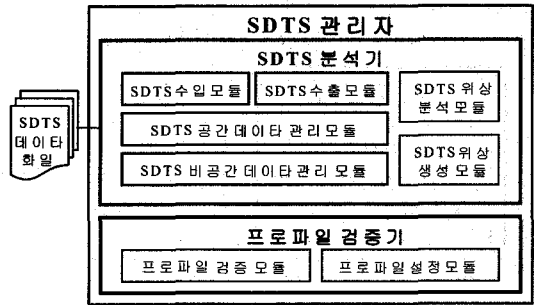 SDTS 관리자
SDTS 분석기
SDTS수입모듈
SDTS수출모듈
SDTS 위상
분석모듈
SDTS
데이타
화일
SDTS 공간 데이타 관리 모듈
SDTS 비공간 데이타관리 모듈
SDTS위상
생성모듈
프로파일 검증기
프로파일 검증 모듈
프로파일설정모듈